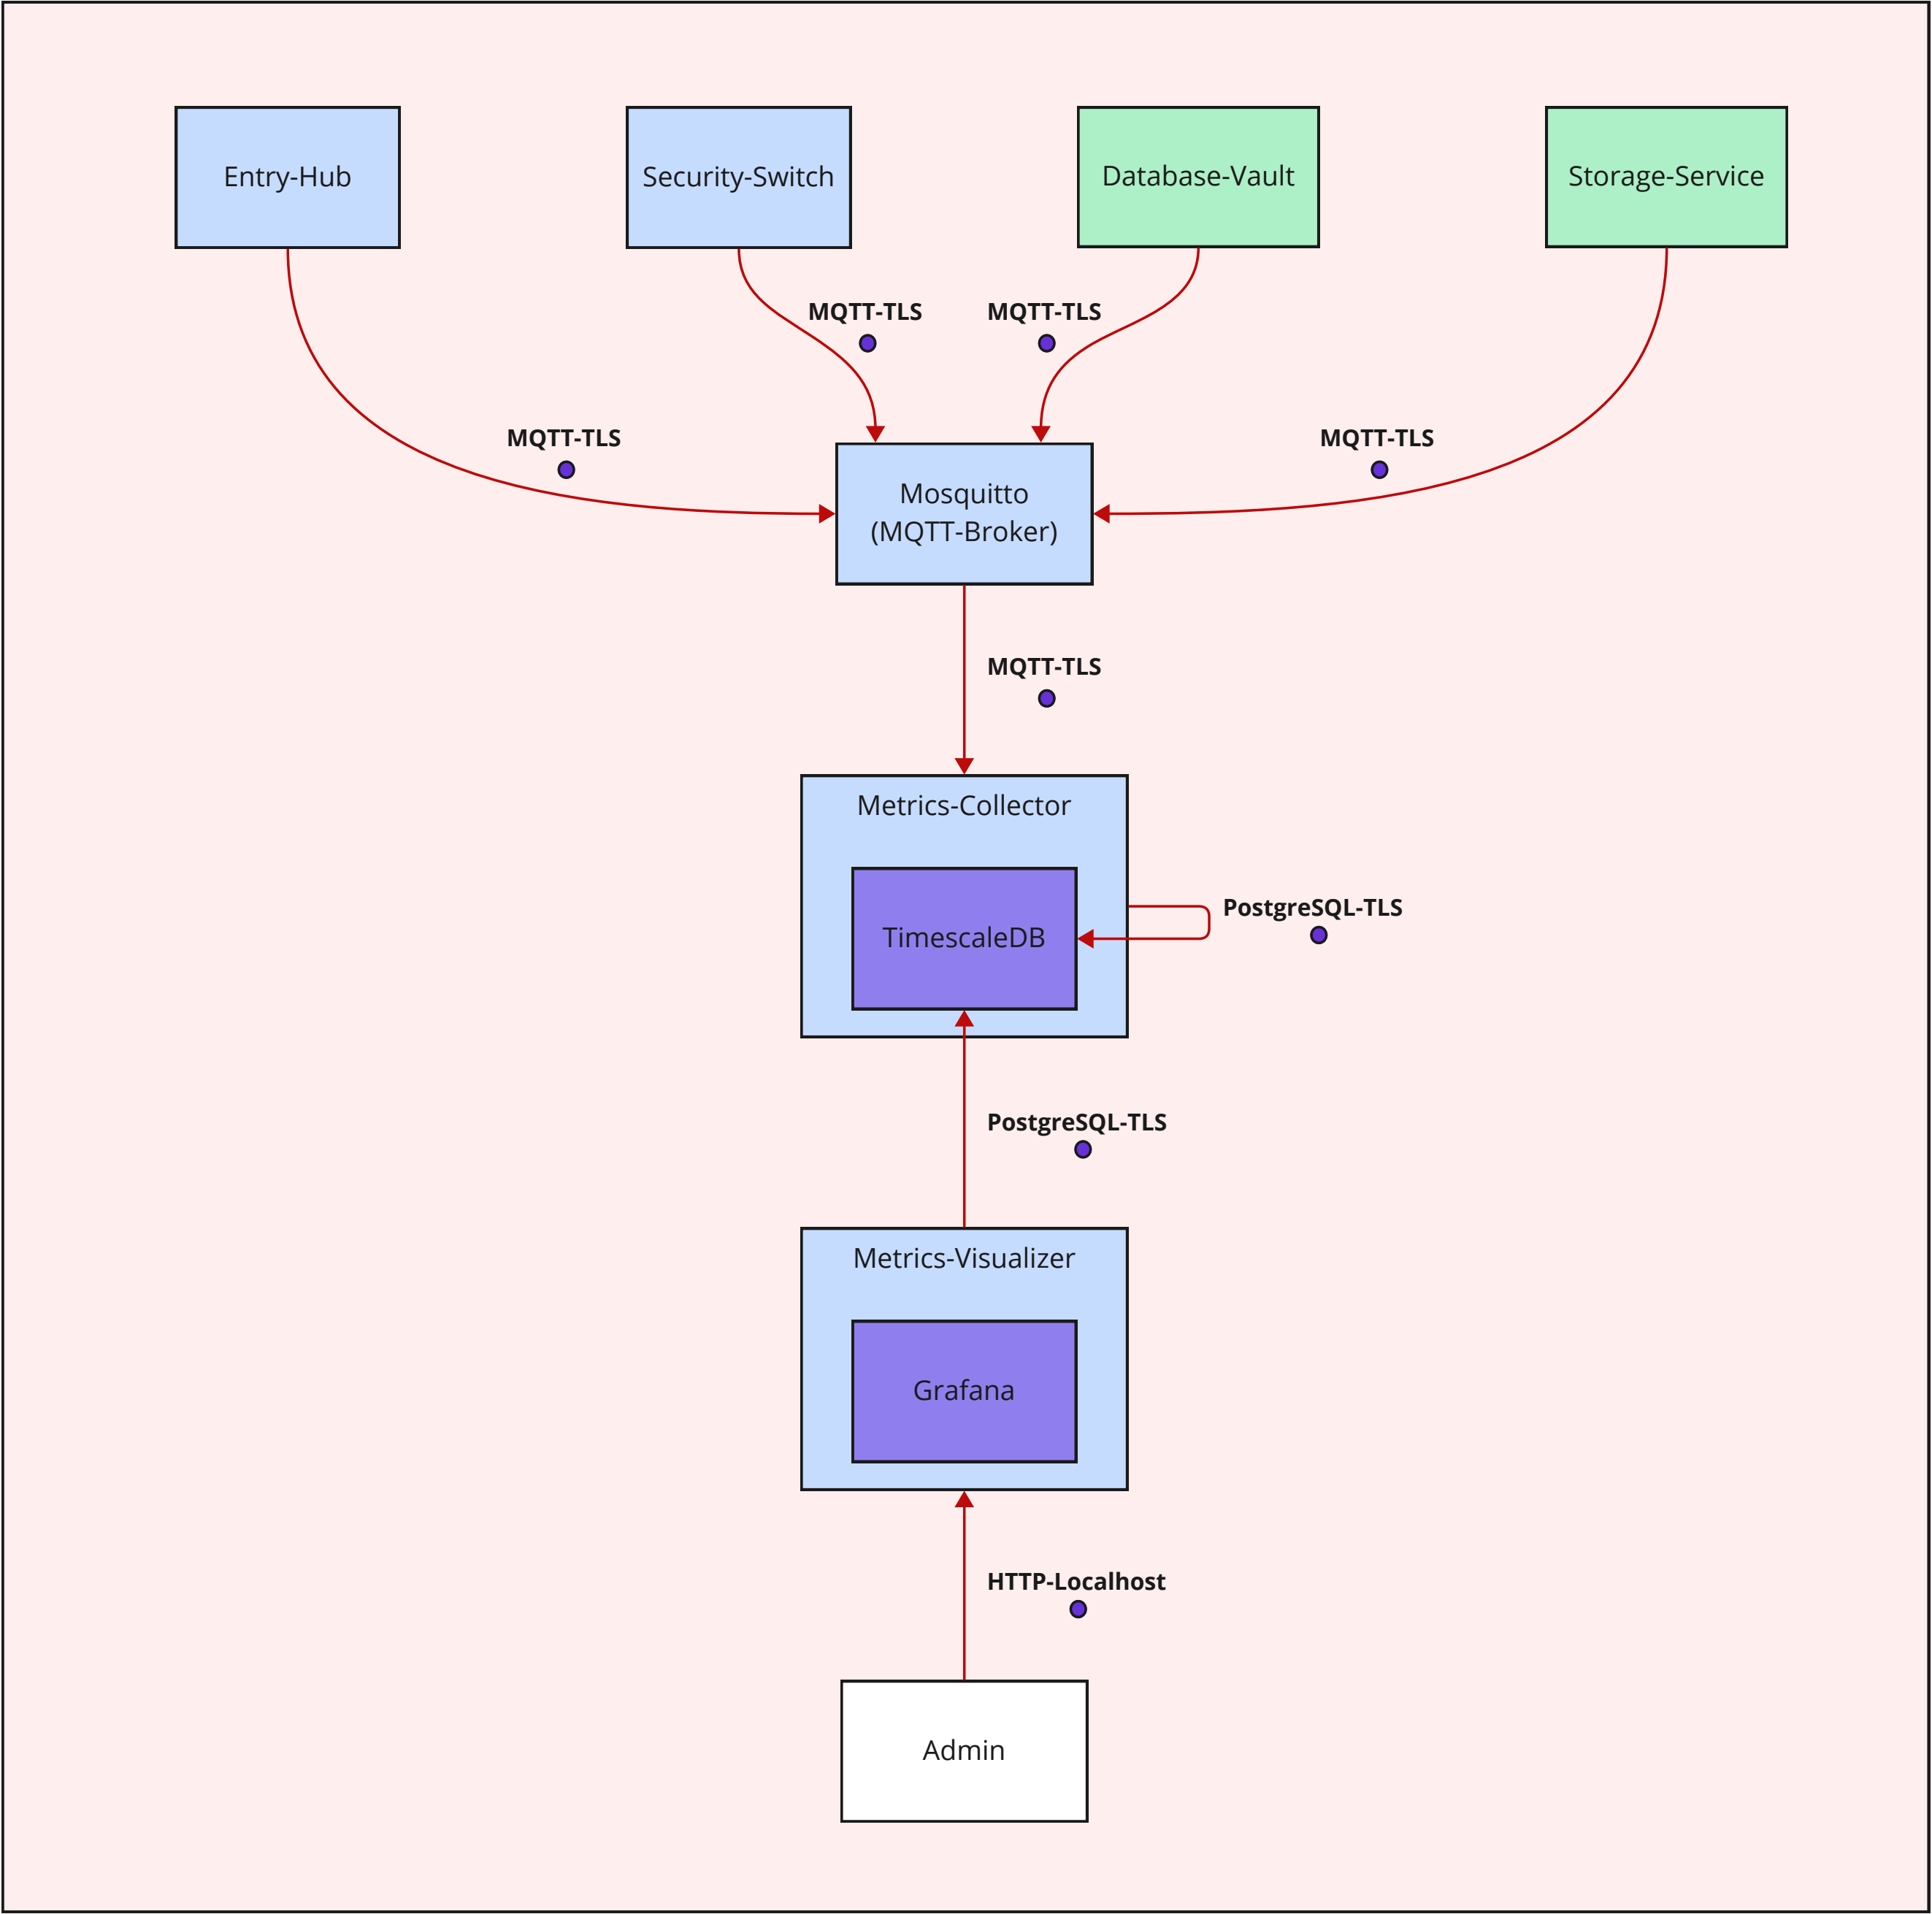 Entry-Hub
Security-Switch
Database-Vault
Storage-Service
MQTT-TLS
MQTT-TLS
MQTT-TLS
MQTT-TLS
Mosquitto
(MQTT-Broker)
MQTT-TLS
Metrics-Collector
TimescaleDB
PostgreSQL-TLS
PostgreSQL-TLS
Metrics-Visualizer
Grafana
HTTP-Localhost
Admin